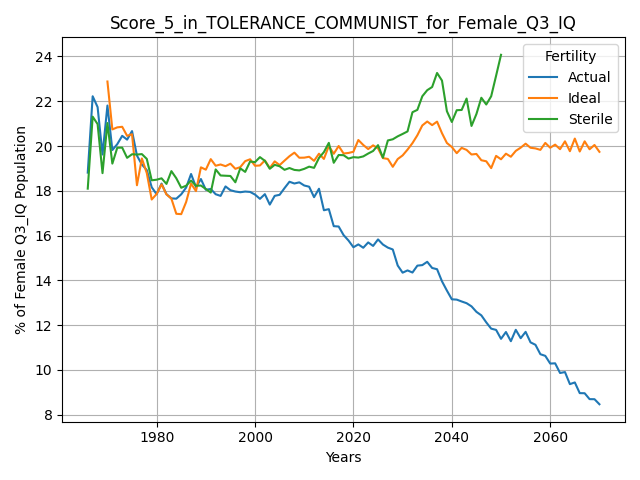 Score_5_in_TOLERANCE_COMMUNIST_for_Female_Q3_IQ
% of Female Q3_IQ Population
24
22
20
18
16
14
12
10
8
Fertility
Actual
Ideal
Sterile
1980
2000
2020
2040
2060
Years